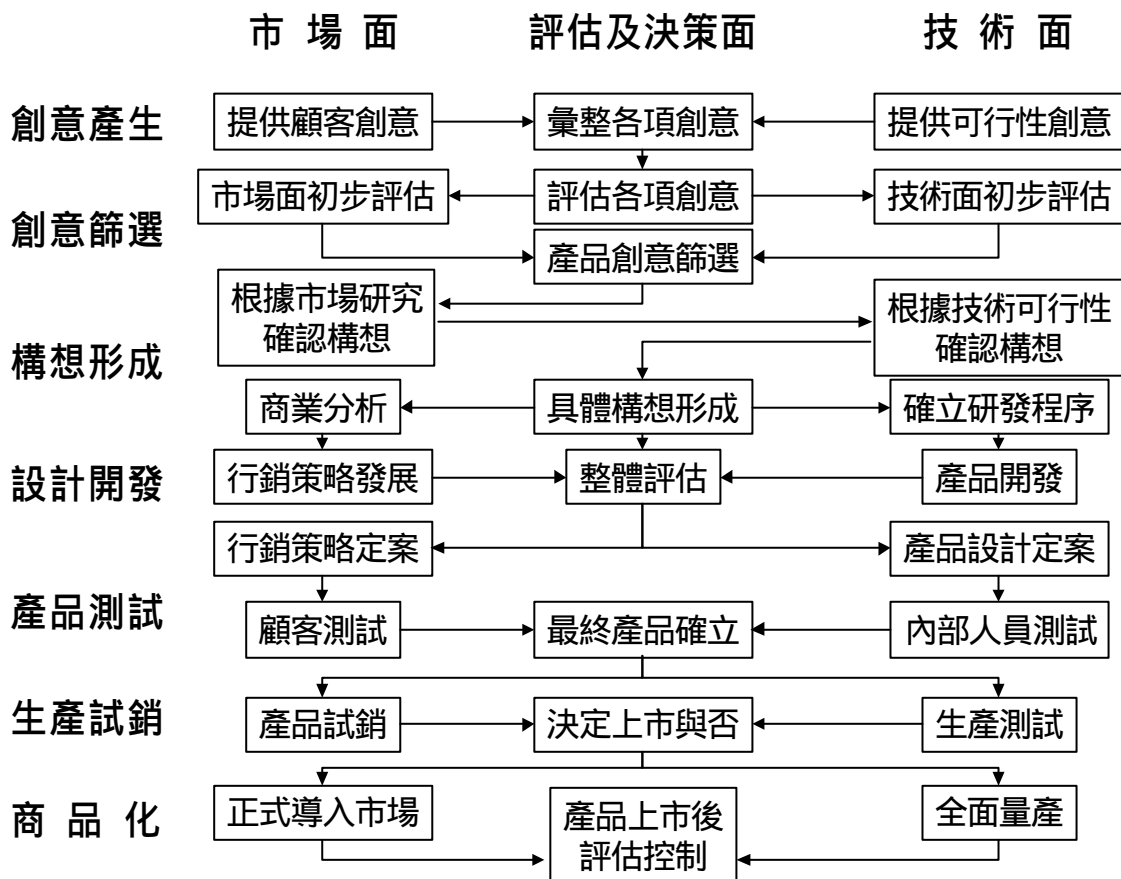 市 場 面
評估及決策面
技 術 面
創意產生
提供顧客創意
彙整各項創意
提供可行性創意
市場面初步評估
評估各項創意
技術面初步評估
創意篩選
產品創意篩選
根據市場研究
確認構想
根據技術可行性
確認構想
構想形成
商業分析
具體構想形成
確立研發程序
設計開發
行銷策略發展
整體評估
產品開發
行銷策略定案
產品設計定案
產品測試
顧客測試
最終產品確立
內部人員測試
生產試銷
產品試銷
決定上市與否
生產測試
商 品 化
正式導入市場
產品上市後
評估控制
全面量產